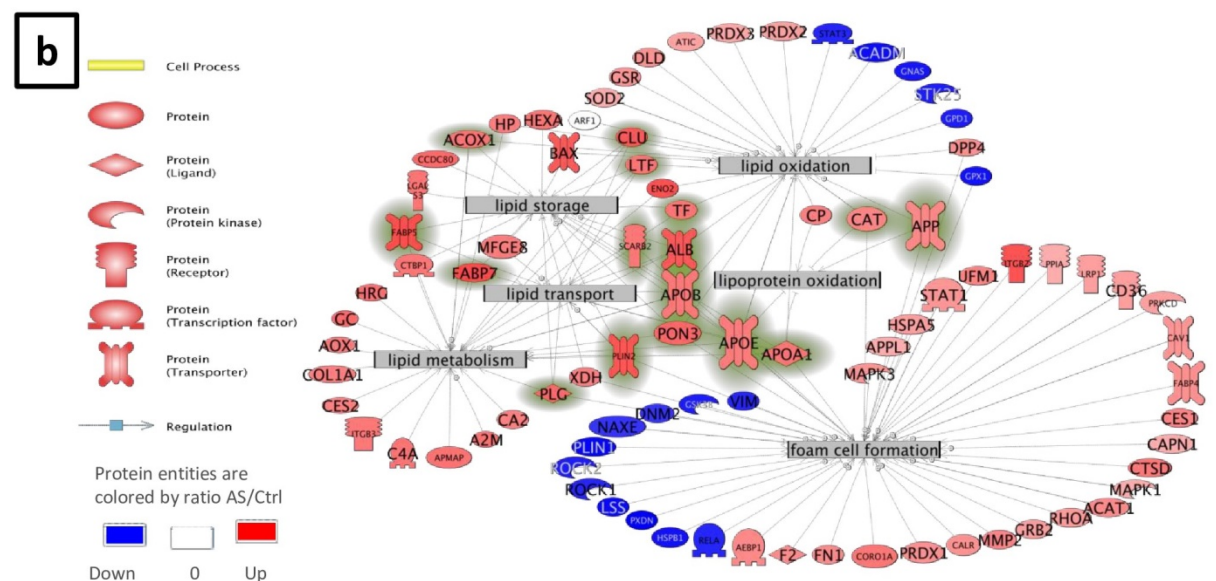 b
Cell Process
Protein
Protein
(Ligand)
Protein
(Protein kinase)
Protein
(Receptor)
Protein
(Transcription factor)
Protein
(Transporter)
Regulation
Protein entities are
colored by ratio AS/Ctrl
Down 0 Up
PRDX3
PRDX2
STAT3
ATIC
ACADM
DLD
GNAS
GSR
STK25
SOD2
GPD1
HP
HEXA
ARF1
ACOX1
CLU
DPP4
BAX
CCDC80
LTF
lipid oxidation
GPX1
LGALS3
ENO2
lipid storage
TF
CP
CAT
APP
FABP5
MFGE8
SCARB2
ALB
CTBP1
FABP7
lipoprotein oxidation
ITGB2
PPIA
LRP1
CD36
UFM1
STAT1
PRKCD
HRG
lipid transport
APOB
HSPA5
GC
PON3
APOE
APOA1
APPL1
CAV1
AOX1
lipid metabolism
PLIN2
MAPK3
COL1A1
XDH
FABP4
CES2
PLG
GSK3B
VIM
CA2
DNM2
CES1
ITGB3
A2M
NAXE
C4A
APMAP
PLIN1
foam cell formation
CAPN1
ROCK2
CTSD
ROCK1
MAPK1
LSS
ACAT1
PXDN
RHOA
HSPB1
RELA
AEBP1
F2
FN1
CORO1A
PRDX1
CALR
MMP2
GRB2